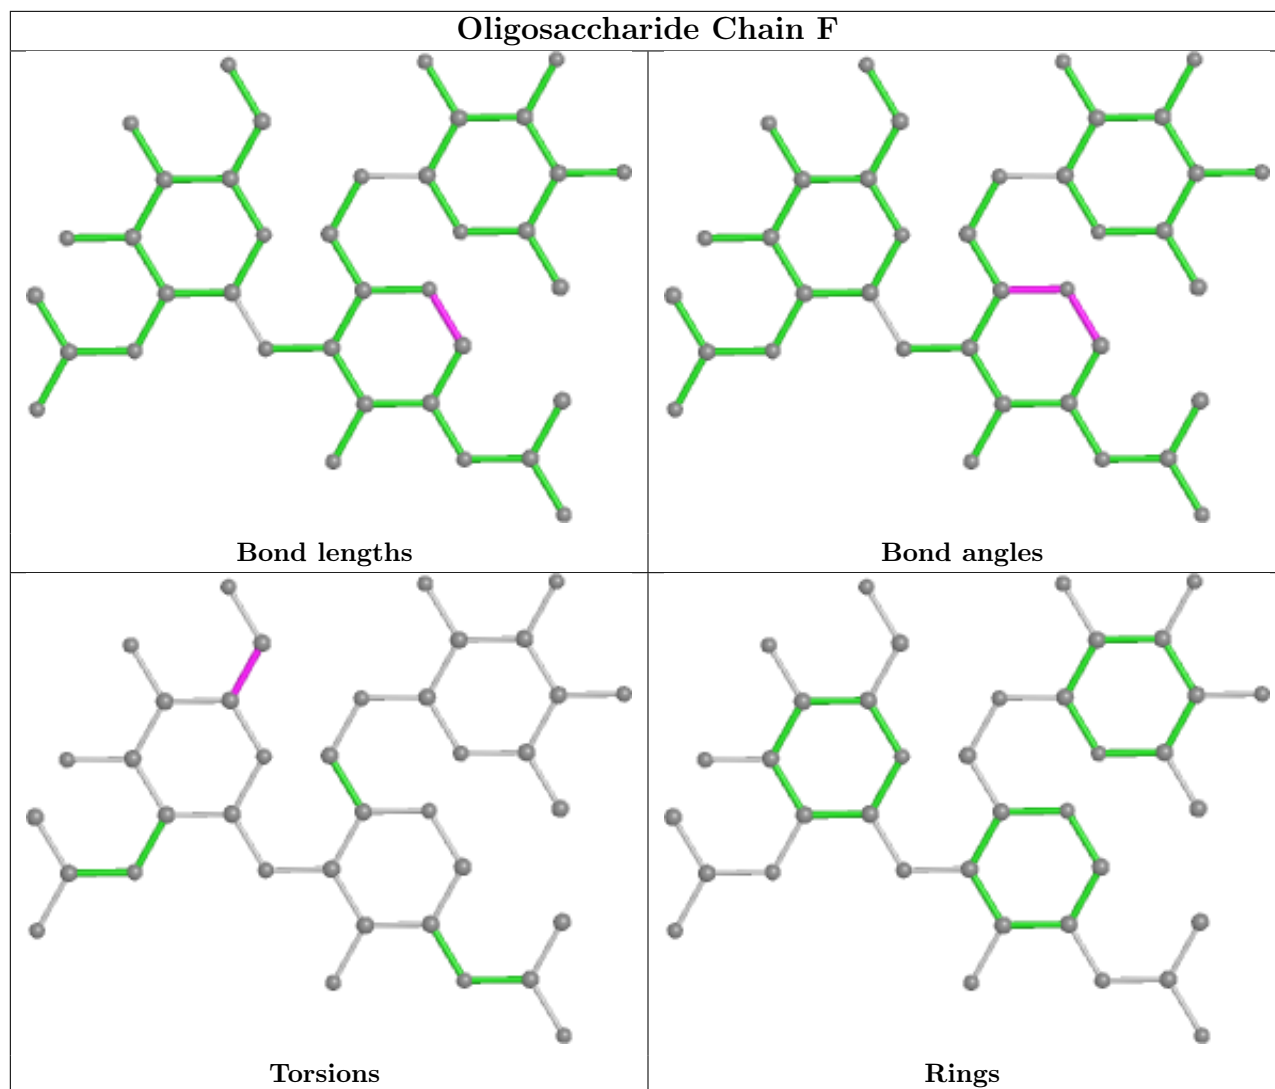 Oligosaccharide Chain F
Bond lengths
Bond angles
Torsions
Rings